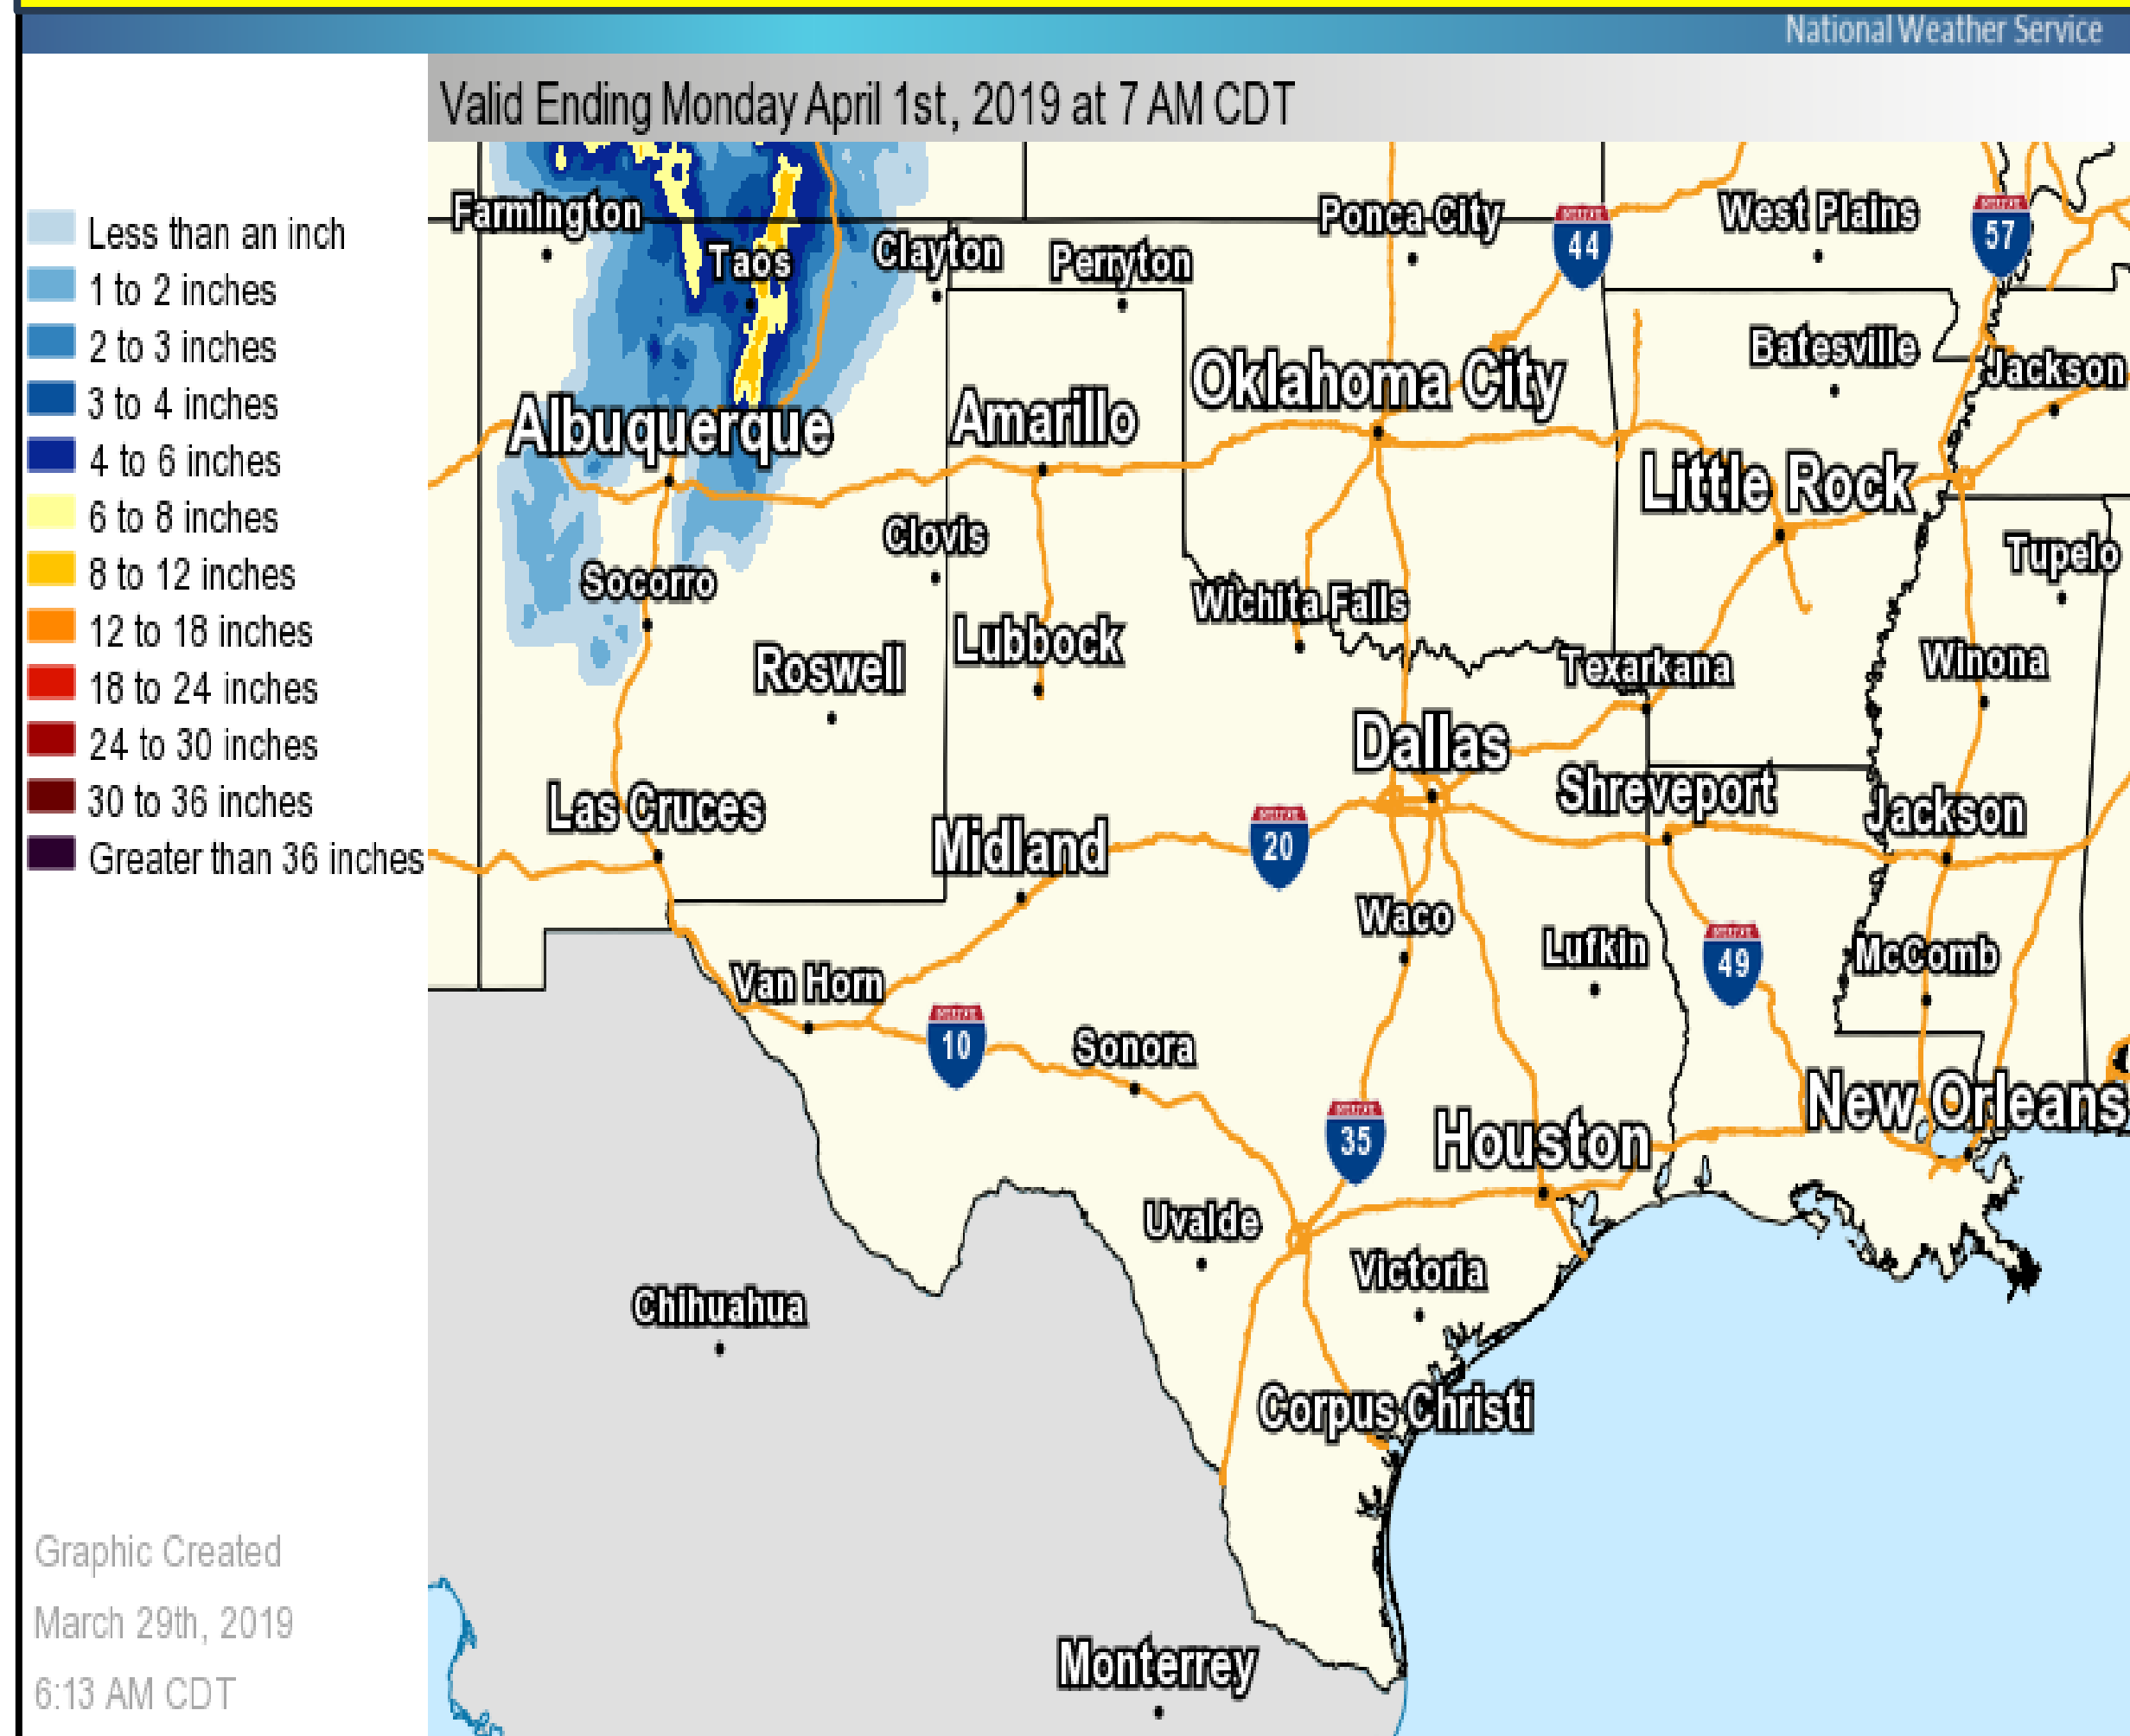 National Weather Service
Valid Ending Monday April 1st, 2019 at 7 AM CDT
Less than an inch
1 to 2 inches
2 to 3 inches
3 to 4 inches
4 to 6 inches
6 to 8 inches
8 to 12 inches
12 to 18 inches
18 to 24 inches
24 to 30 inches
30 to 36 inches
Greater than 36 inches
Farmington
Taos
Clayton
Perryton
Ponca City
44
West Plains
57
Batesville
Jackson
Oklahoma City
Albuquerque
Amarillo
Little Rock
Clovis
Tupelo
Socorro
Wichita Falls
Roswell
Lubbock
Texarkana
Winona
Dallas
Las Cruces
Shreveport
Jackson
Midland
20
Waco
Lufkin
49
McComb
Van Horn
10
Sonora
New Orleans
35
Houston
Uvalde
Victoria
Chihuahua
Corpus Christi
Monterrey
Graphic Created
March 29th, 2019
6:13 AM CDT